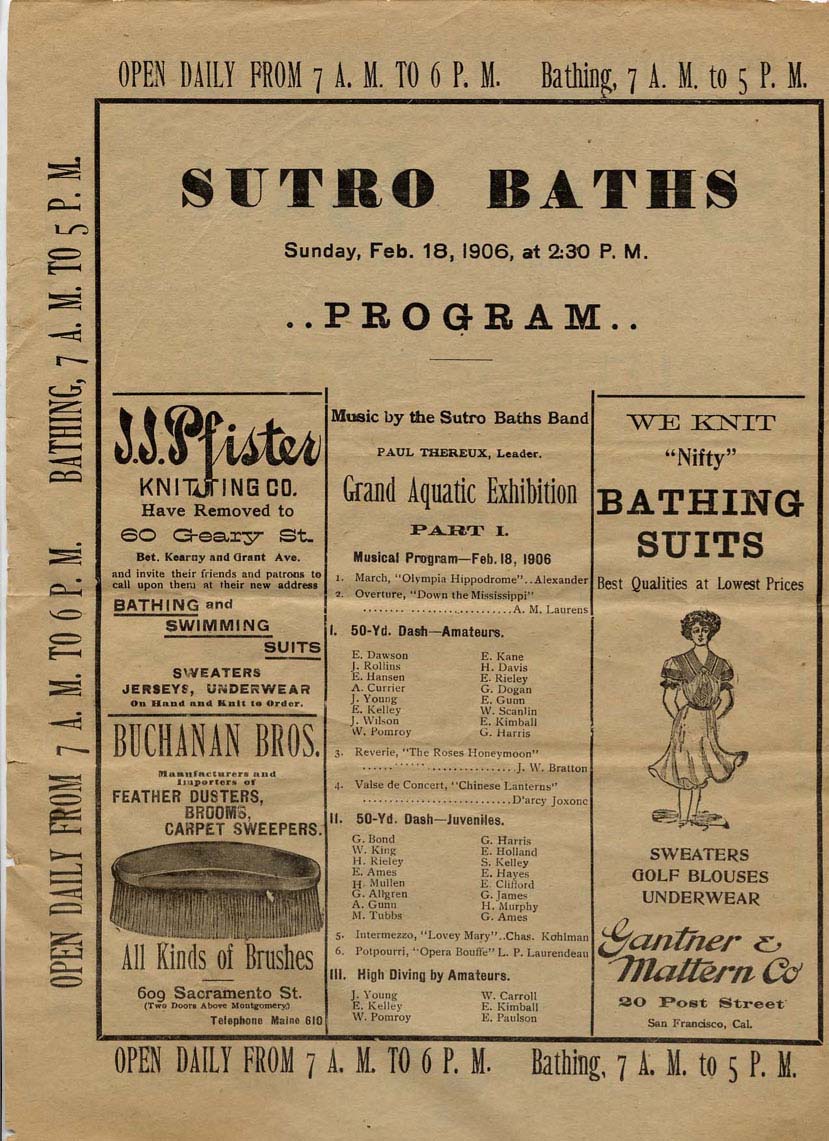 OPEN DAILY FROM 7 A. M. TO 6 P. M. Bathing, 7 A. M. to 5 P. M.
OPEN DAILY FROM 7 A. M. TO 6 P. M. BATHING, 7 A. M. TO 5 P. M.
SUTRO BATHS
Sunday, Feb. 18, 1906, at 2:30 P. M.
..PROGRAM..
J.J. Pfister
KNITTING CO.
Have Removed to
60 Geary St.
Bet. Kearny and Grant Ave.
and invite their friends and patrons to
call upon them at their new address
BATHING and
SWIMMING
SUITS
SWEATERS
JERSEYS, UNDERWEAR
On Hand and Knit to Order.
BUCHANAN BROS.
Manufacturers and
Importers of
FEATHER DUSTERS,
BROOMS,
CARPET SWEEPERS.
All Kinds of Brushes
609 Sacramento St.
(Two Doors Above Montgomery)
Telephone Maine 610
Music by the Sutro Baths Band
PAUL THEREUX, Leader.
Grand Aquatic Exhibition
PART I.
Musical Program—Feb. 18, 1906
1. March, "Olympia Hippodrome"..Alexander
2. Overture, "Down the Mississippi"
........ .......................A. M. Laurens
I. 50-Yd. Dash—Amateurs.
E. Dawson E. Kane
J. Rollins H. Davis
E. Hansen E. Rieley
A. Currier G. Dogan
J. Young E. Gunn
E. Kelley W. Scanlin
J. Wilson E. Kimball
W. Pomroy G. Harris
3. Reverie, "The Roses Honeymoon"
...............................J. W. Bratton
4. Valse de Concert, "Chinese Lanterns"
..............................D'arcy Joxone
II. 50-Yd. Dash—Juveniles.
G. Bond G. Harris
W. King E. Holland
H. Rieley S. Kelley
E. Ames E. Hayes
H. Mullen E. Clifford
G. Allgren G. James
A. Gunn H. Murphy
M. Tubbs G. Ames
5. Intermezzo, "Lovey Mary"..Chas. Kohlman
6. Potpourri, "Opera Bouffe" L. P. Laurendeau
III. High Diving by Amateurs.
J. Young W. Carroll
E. Kelley E. Kimball
W. Pomroy E. Paulson
WE KNIT
"Nifty"
BATHING
SUITS
Best Qualities at Lowest Prices
SWEATERS
GOLF BLOUSES
UNDERWEAR
Gantner &
Mattern Co
20 Post Street
San Francisco, Cal.
OPEN DAILY FROM 7 A. M. TO 6 P. M. Bathing, 7 A. M. to 5 P. M.